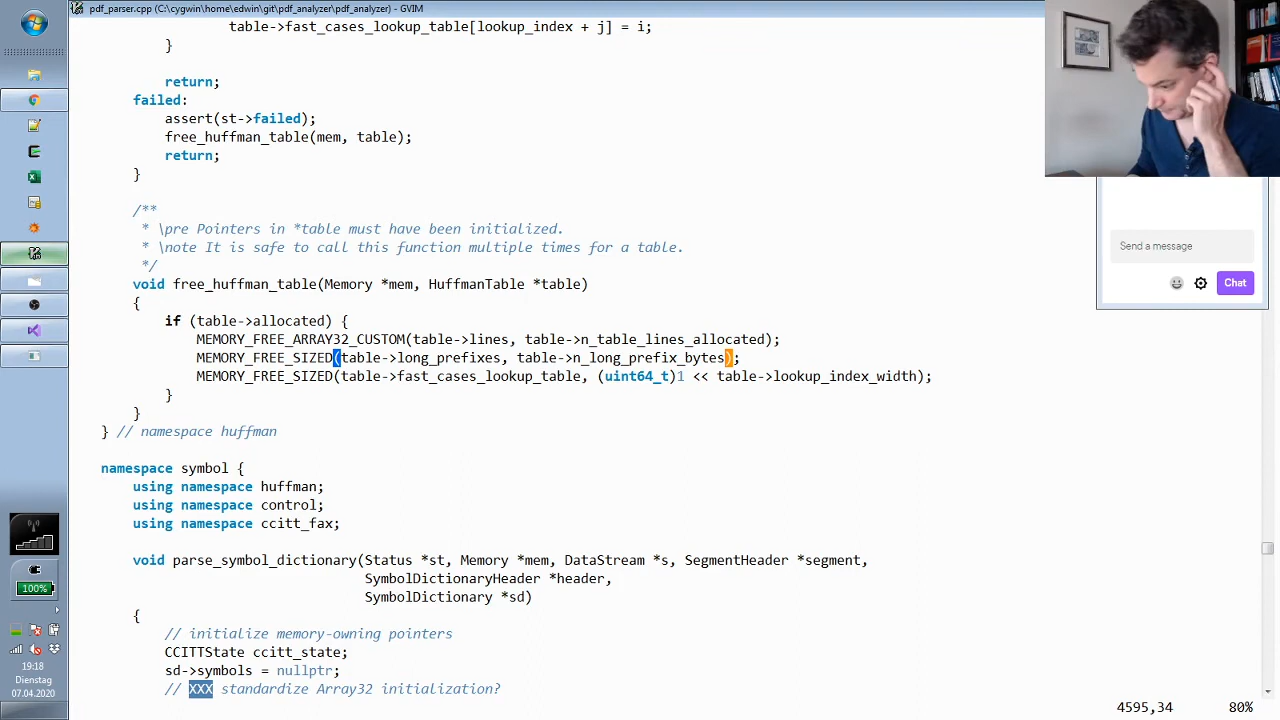 pdf_parser.cpp (C:\cygwin\home\edwin\git\pdf_analyzer\pdf_analyzer) - GVIM
table->fast_cases_lookup_table[lookup_index + j] = i;
}
return;
failed:
assert(st->failed);
free_huffman_table(mem, table);
return;
}
/**
* \pre Pointers in *table must have been initialized.
* \note It is safe to call this function multiple times for a table.
*/
void free_huffman_table(Memory *mem, HuffmanTable *table)
{
if (table->allocated) {
MEMORY_FREE_ARRAY32_CUSTOM(table->lines, table->n_table_lines_allocated);
MEMORY_FREE_SIZED(table->long_prefixes, table->n_long_prefix_bytes);
MEMORY_FREE_SIZED(table->fast_cases_lookup_table, (uint64_t)1 << table->lookup_index_width);
}
}
} // namespace huffman
namespace symbol {
using namespace huffman;
using namespace control;
using namespace ccitt_fax;
void parse_symbol_dictionary(Status *st, Memory *mem, DataStream *s, SegmentHeader *segment,
SymbolDictionaryHeader *header,
SymbolDictionary *sd)
{
// initialize memory-owning pointers
CCITTState ccitt_state;
sd->symbols = nullptr;
// XXX standardize Array32 initialization?
4595,34 80%
Send a message
Chat
100%
19:18
Dienstag
07.04.2020